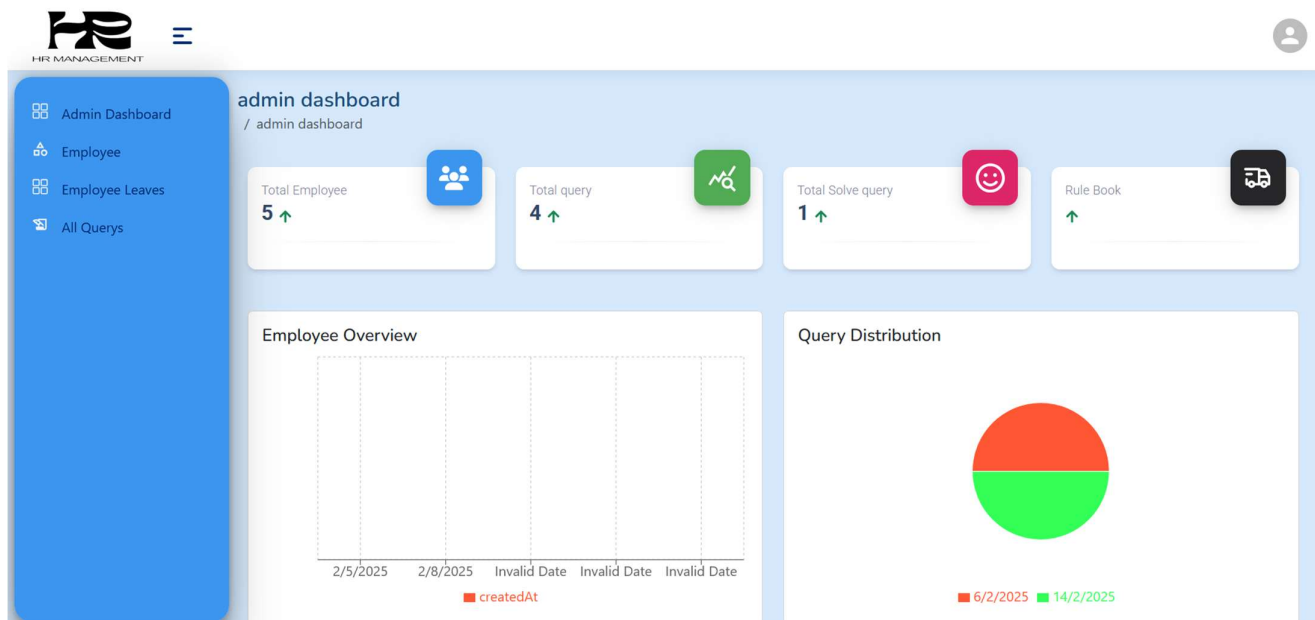 HR
HR MANAGEMENT
Admin Dashboard
Employee
Employee Leaves
All Querys
admin dashboard
/ admin dashboard
Total Employee
5
Total query
4
Total Solve query
1
Rule Book
Employee Overview
2/5/2025 2/8/2025 Invalid Date Invalid Date Invalid Date
createdAt
Query Distribution
6/2/2025 14/2/2025